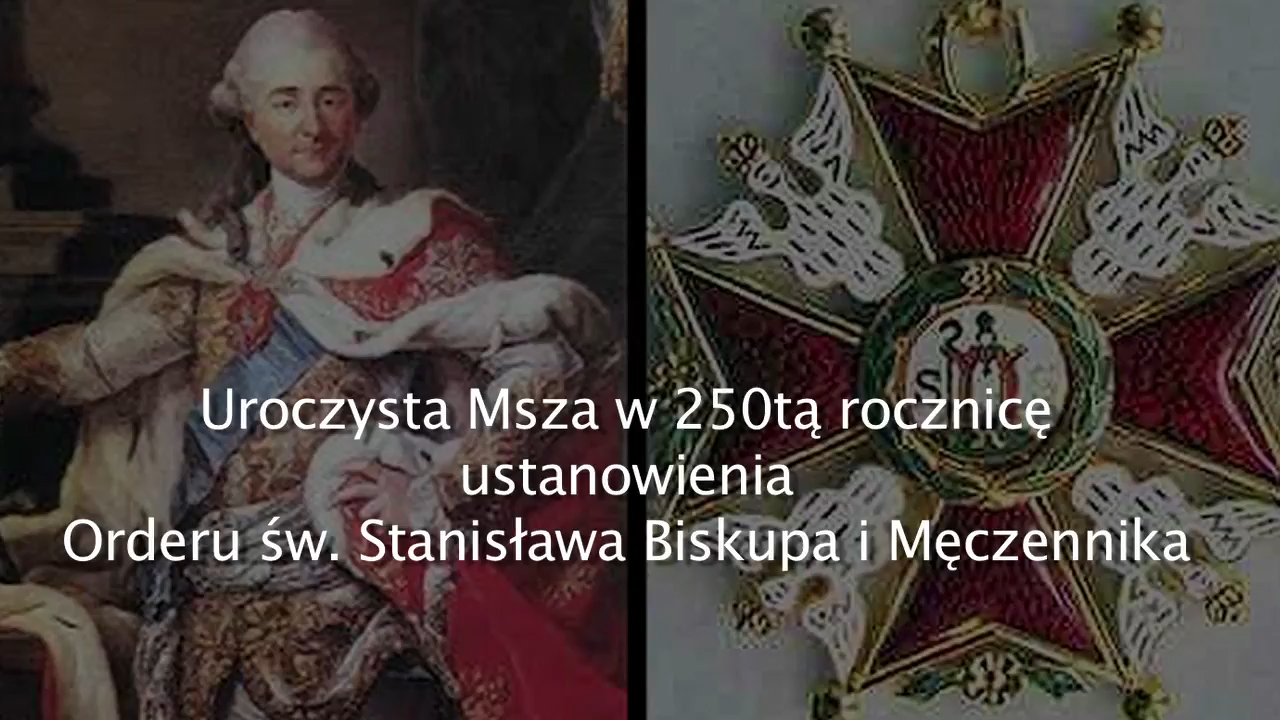 Uroczysta Msza w 250tą rocznicę
ustanowienia
Orderu św. Stanisława Biskupa i Męczennika